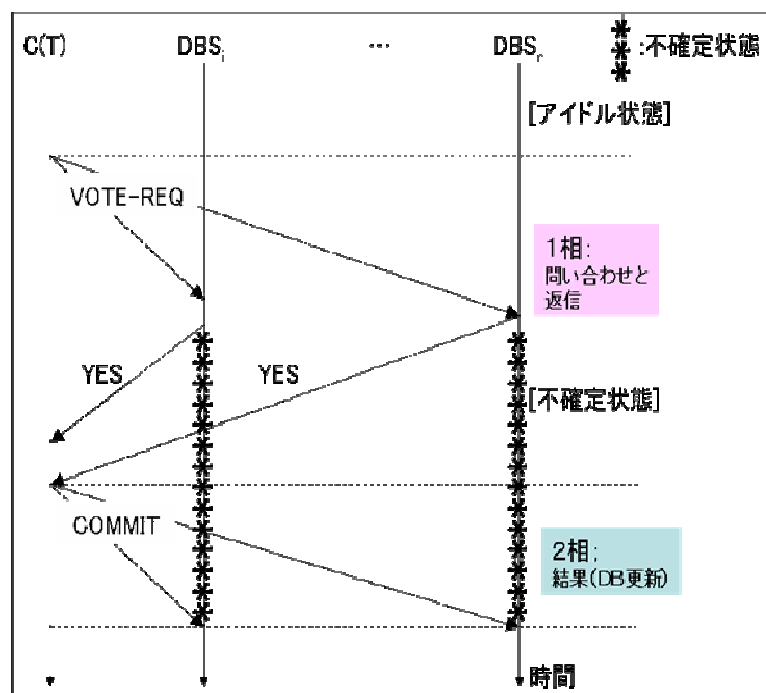 C(T) DBSi … DBSr ***:不確定状態
[アイドル状態]
VOTE-REQ
1相:
問い合わせと
返信
YES YES
[不確定状態]
COMMIT
2相;
結果(DB更新)
時間